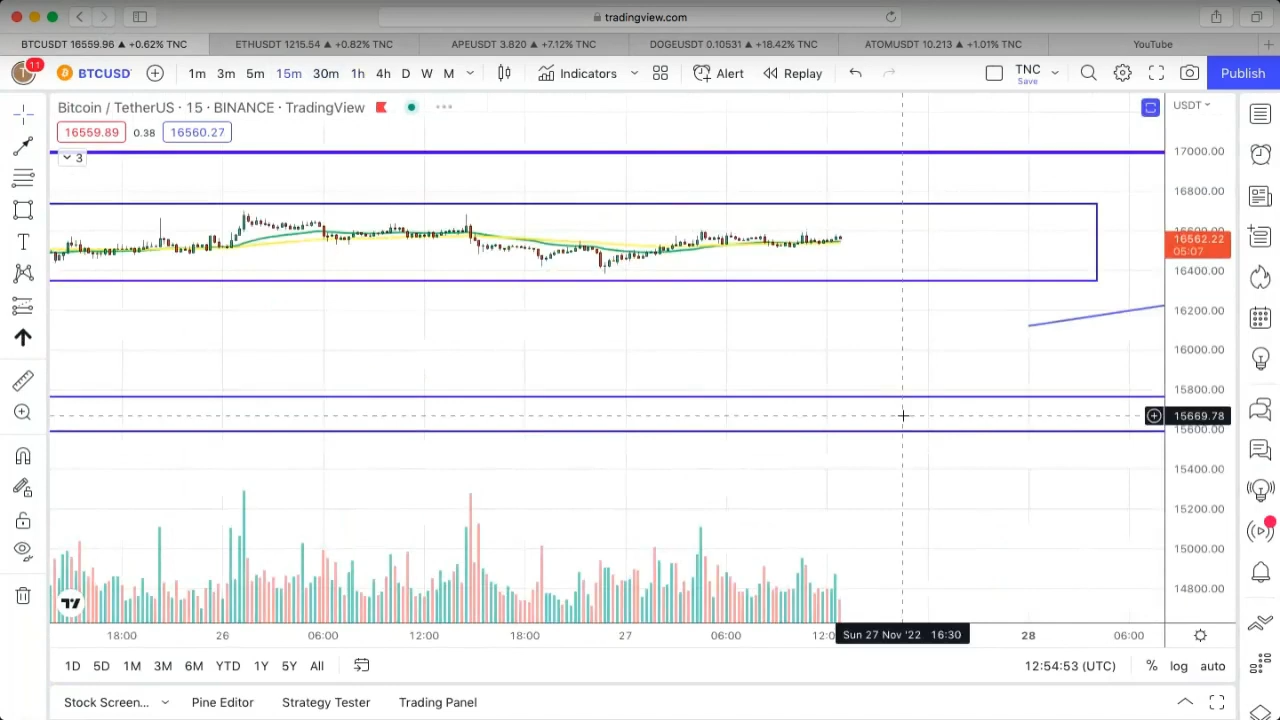 tradingview.com
BTCUSDT 16559.96 ▲ +0.62% TNC
ETHUSDT 1215.54 ▲ +0.82% TNC
APEUSDT 3.820 ▲ +7.12% TNC
DOGEUSDT 0.10531 ▲ +18.42% TNC
ATOMUSDT 10.213 ▲ +1.01% TNC
YouTube
11
BTCUSD
1m 3m 5m 15m 30m 1h 4h D W M
Indicators
Alert
Replay
TNC
Save
Publish
Bitcoin / TetherUS · 15 · BINANCE · TradingView
USDT
16559.89 0.38 16560.27
3
17000.00
16800.00
16562.22
05:07
16400.00
16200.00
16000.00
15800.00
15669.78
15600.00
15400.00
15200.00
15000.00
14800.00
18:00 26 06:00 12:00 18:00 27 06:00 12:0 Sun 27 Nov '22 16:30 28 06:00
1D 5D 1M 3M 6M YTD 1Y 5Y All
12:54:53 (UTC) % log auto
Stock Screen... Pine Editor Strategy Tester Trading Panel